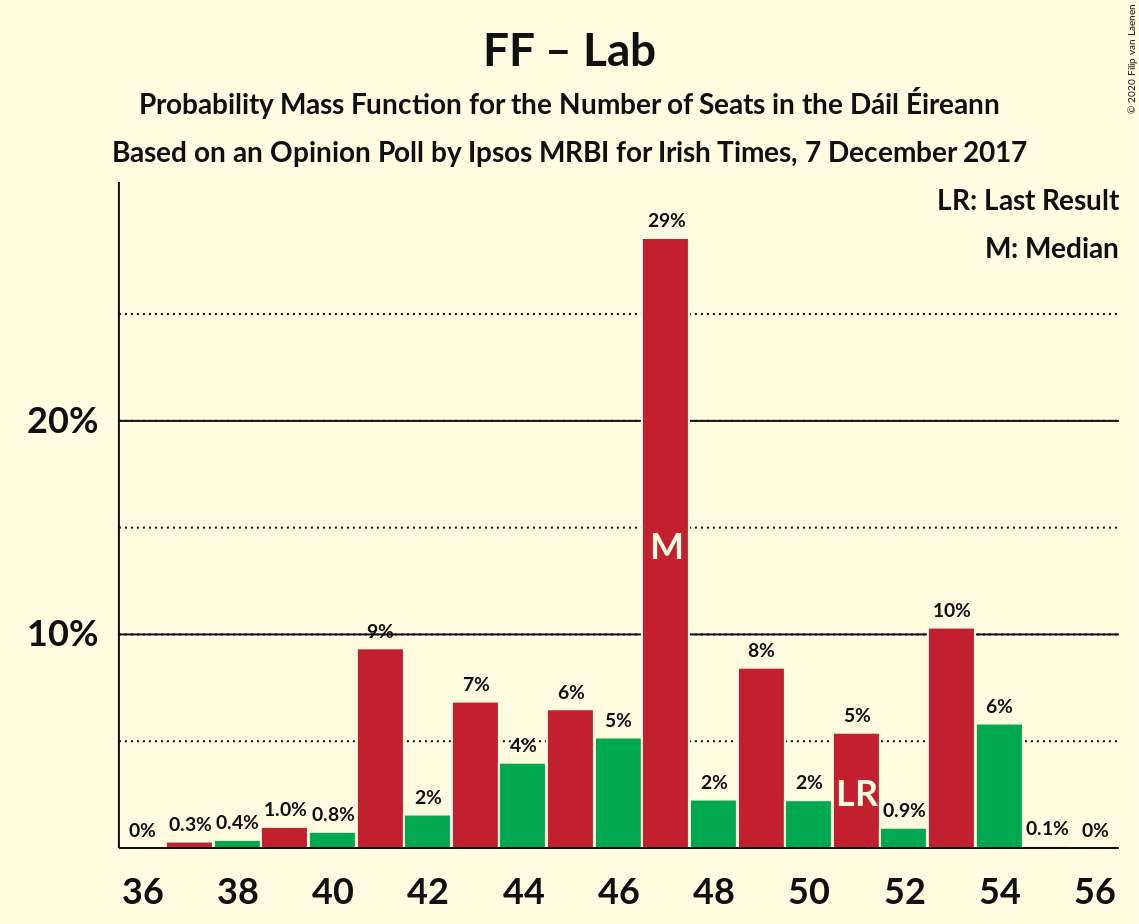 FF – Lab
Probability Mass Function for the Number of Seats in the Dáil Éireann
Based on an Opinion Poll by Ipsos MRBI for Irish Times, 7 December 2017
© 2020 Filip van Laenen
LR: Last Result
M: Median
20%
10%
0%
0.3%
0.4%
1.0%
0.8%
9%
2%
7%
4%
6%
5%
29%
M
2%
8%
2%
5%
LR
0.9%
10%
6%
0.1%
0%
36 38 40 42 44 46 48 50 52 54 56